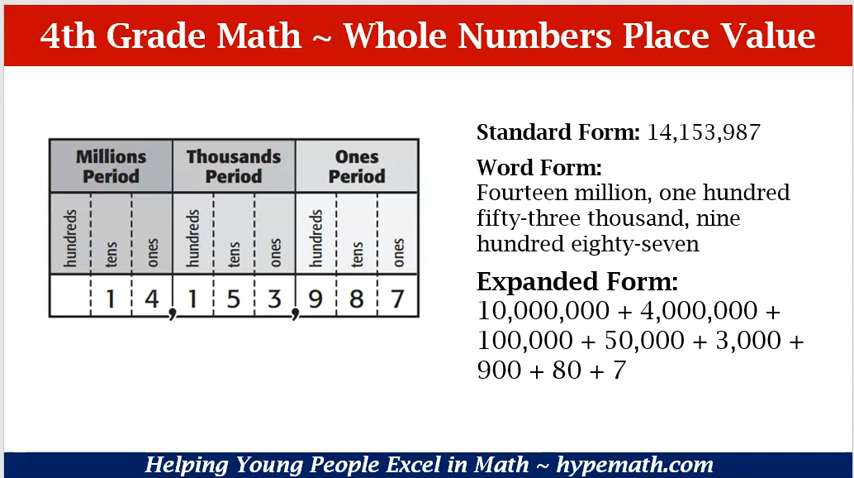 4th Grade Math ~ Whole Numbers Place Value
Millions Period
Thousands Period
Ones Period
hundreds tens ones hundreds tens ones hundreds tens ones
1 4, 1 5 3, 9 8 7
Standard Form: 14,153,987
Word Form:
Fourteen million, one hundred
fifty-three thousand, nine
hundred eighty-seven
Expanded Form:
10,000,000 + 4,000,000 +
100,000 + 50,000 + 3,000 +
900 + 80 + 7
Helping Young People Excel in Math ~ hypemath.com